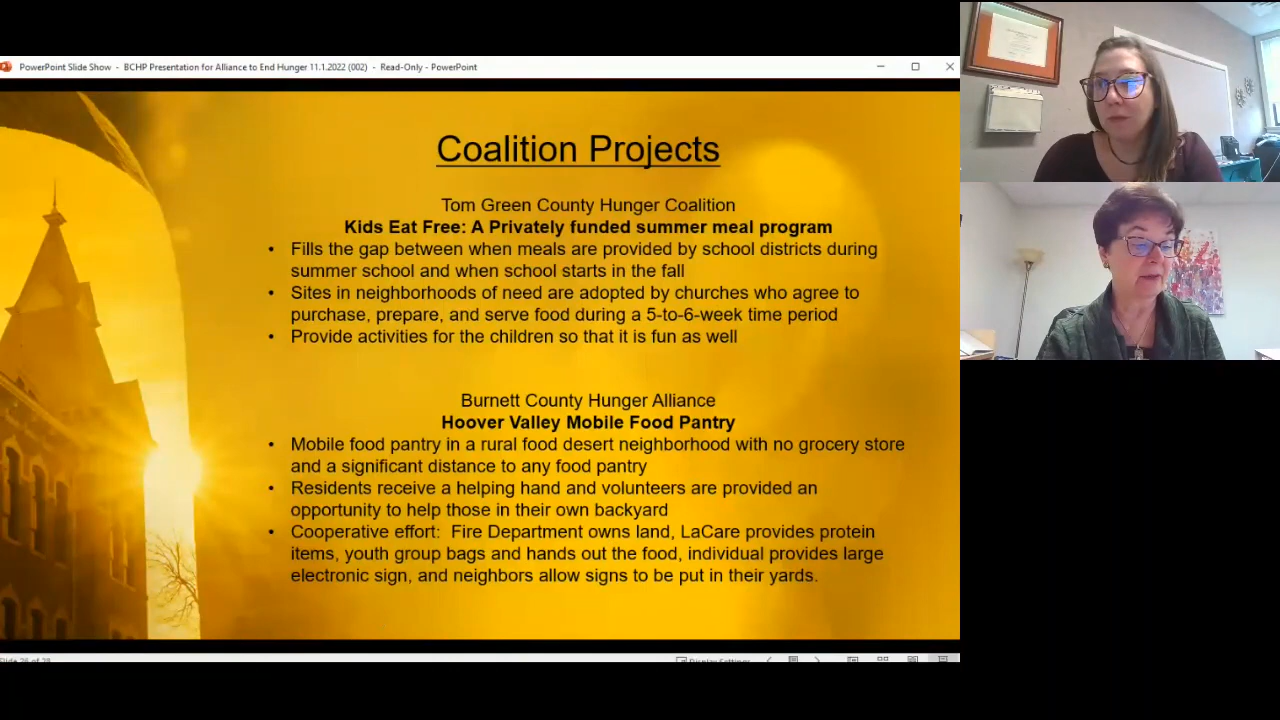 PowerPoint Slide Show - BCHP Presentation for Alliance to End Hunger 11.1.2022 (002) - Read-Only - PowerPoint
Coalition Projects
Tom Green County Hunger Coalition
Kids Eat Free: A Privately funded summer meal program
• Fills the gap between when meals are provided by school districts during
summer school and when school starts in the fall
• Sites in neighborhoods of need are adopted by churches who agree to
purchase, prepare, and serve food during a 5-to-6-week time period
• Provide activities for the children so that it is fun as well
Burnett County Hunger Alliance
Hoover Valley Mobile Food Pantry
• Mobile food pantry in a rural food desert neighborhood with no grocery store
and a significant distance to any food pantry
• Residents receive a helping hand and volunteers are provided an
opportunity to help those in their own backyard
• Cooperative effort: Fire Department owns land, LaCare provides protein
items, youth group bags and hands out the food, individual provides large
electronic sign, and neighbors allow signs to be put in their yards.
Display Settings